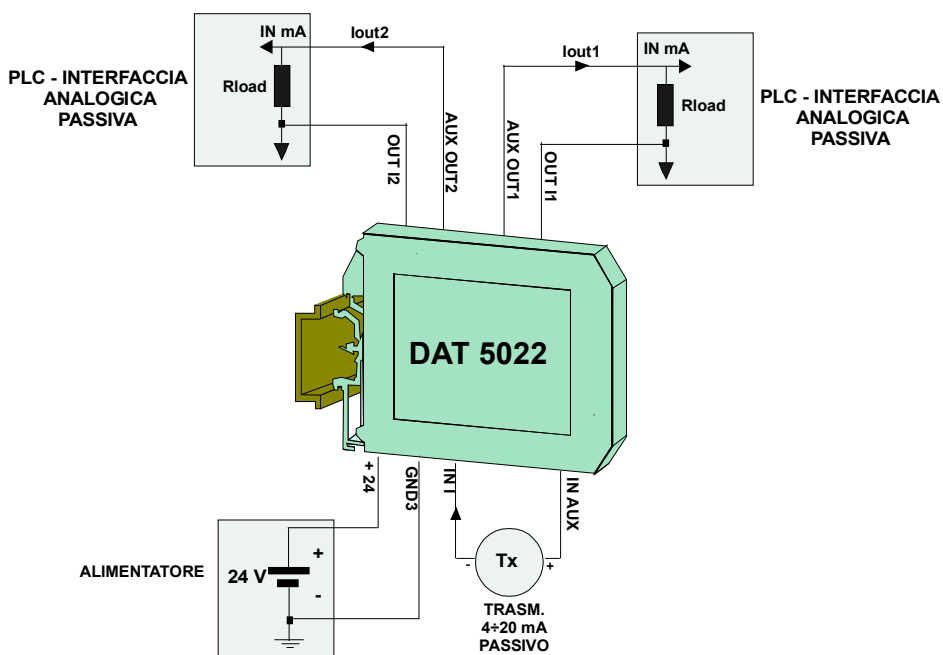 IN mA
Iout2
Rload
PLC - INTERFACCIA
ANALOGICA
PASSIVA
OUT I2
AUX OUT2
Iout1
IN mA
Rload
PLC - INTERFACCIA
ANALOGICA
PASSIVA
AUX OUT1
OUT I1
DAT 5022
+ 24
GND3
IN I
IN AUX
ALIMENTATORE
24 V
+
-
-
Tx
+
TRASM.
4÷20 mA
PASSIVO